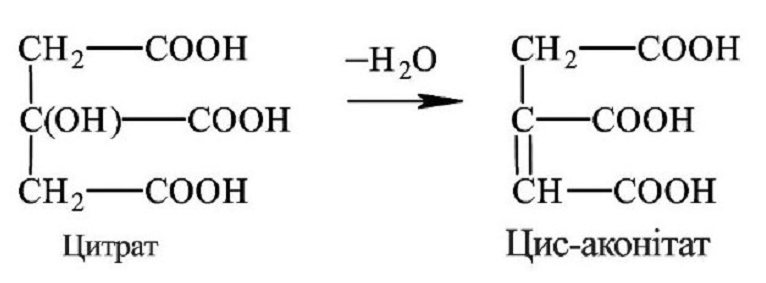 CH₂—COOH
C(OH)—COOH
CH₂—COOH
Цитрат
–H₂O
CH₂—COOH
C—COOH
CH—COOH
Цис-аконітат